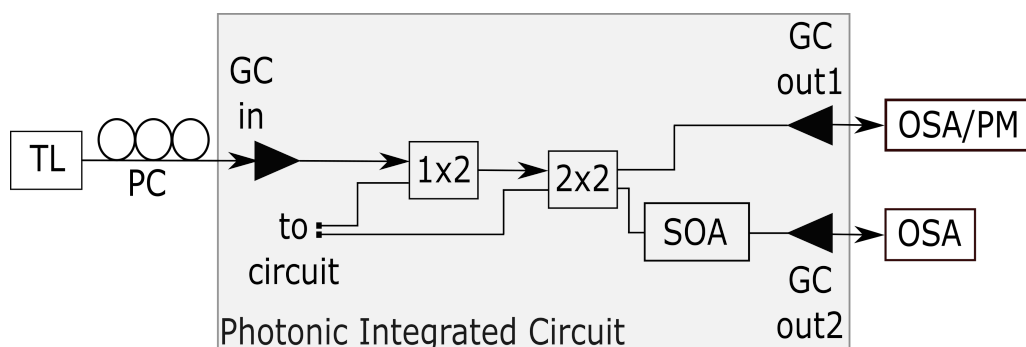 GC
in
TL
PC
1x2
2x2
to
circuit
SOA
GC
out1
OSA/PM
OSA
GC
out2
Photonic Integrated Circuit